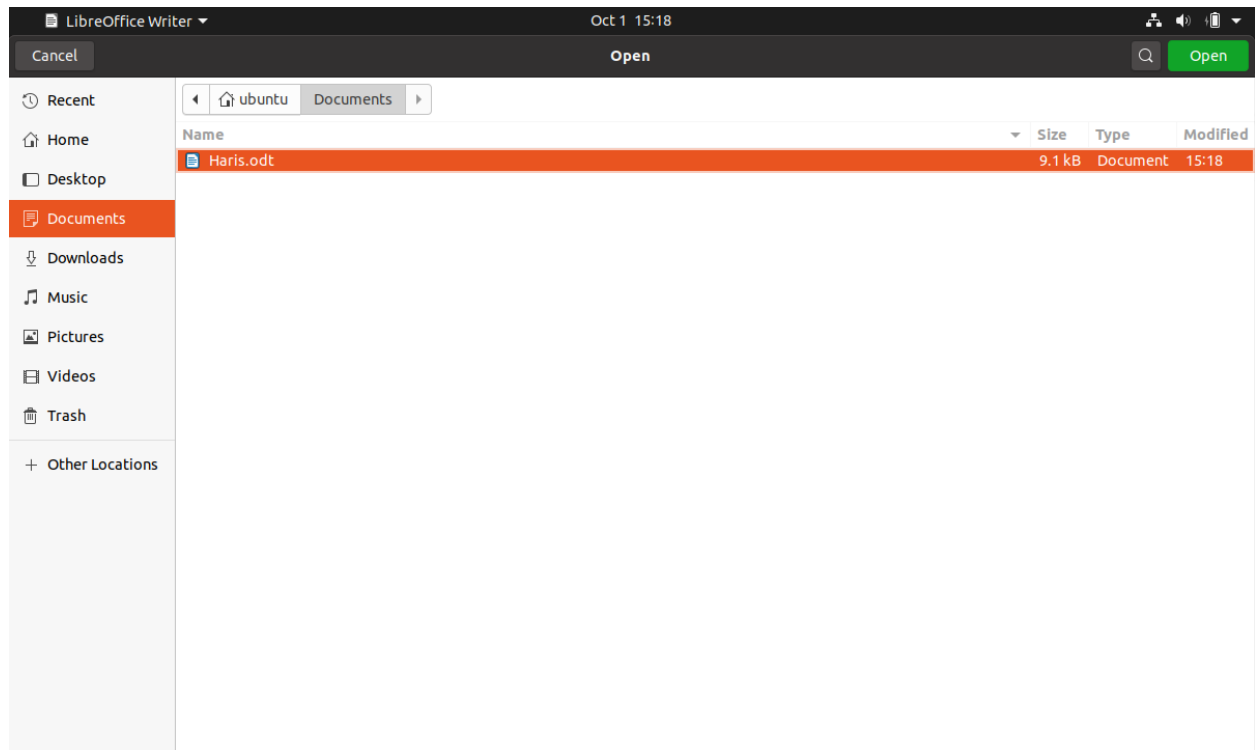 LibreOffice Writer
Oct 1 15:18
Cancel
Open
Open
Recent
Home
Desktop
Documents
Downloads
Music
Pictures
Videos
Trash
Other Locations
ubuntu Documents
Name Size Type Modified
Haris.odt 9.1 kB Document 15:18